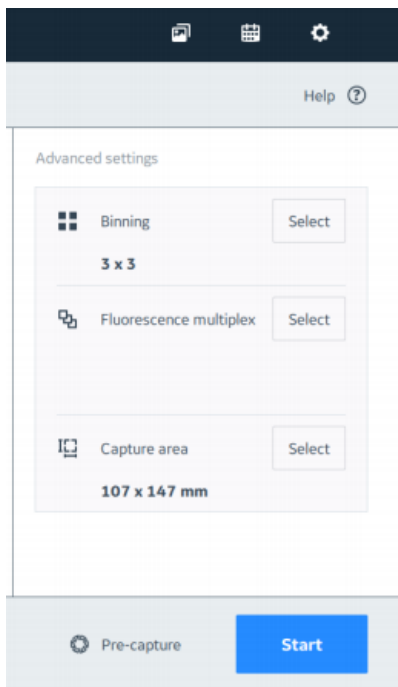 Help ?
Advanced settings
Binning Select
3 x 3
Fluorescence multiplex Select
Capture area Select
107 x 147 mm
Pre-capture Start